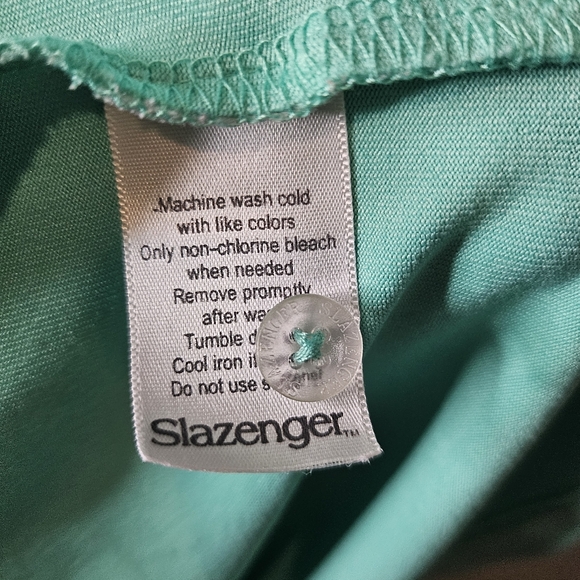 Machine wash cold
with like colors
Only non-chlorine bleach
when needed
Remove promptly
after
Tumble
Cool iron
Do not use
Slazenger™